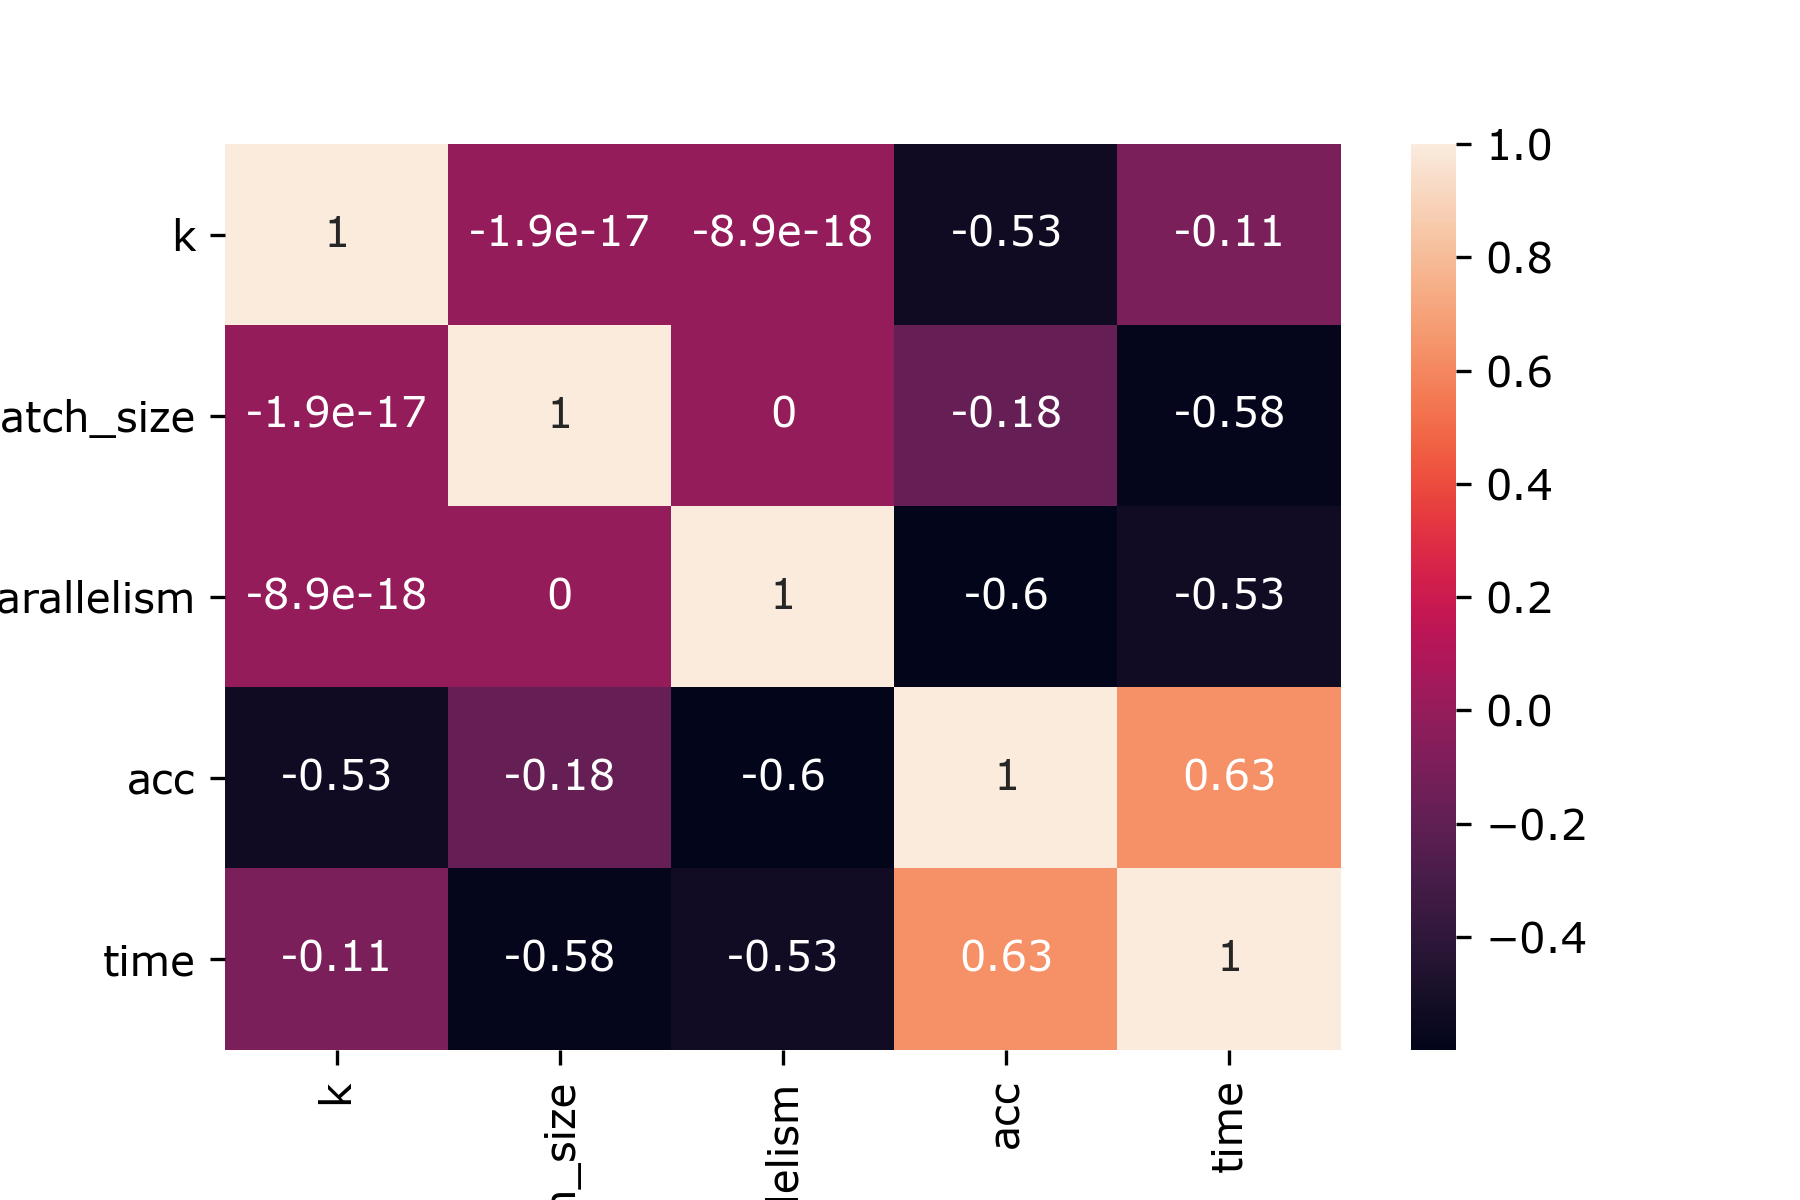 1.0
k 1 -1.9e-17 -8.9e-18 -0.53 -0.11
0.8
0.6
atch_size -1.9e-17 1 0 -0.18 -0.58
0.4
0.2
arallelism -8.9e-18 0 1 -0.6 -0.53
0.0
acc -0.53 -0.18 -0.6 1 0.63
−0.2
−0.4
time -0.11 -0.58 -0.53 0.63 1
k
_size
lelism
acc
time